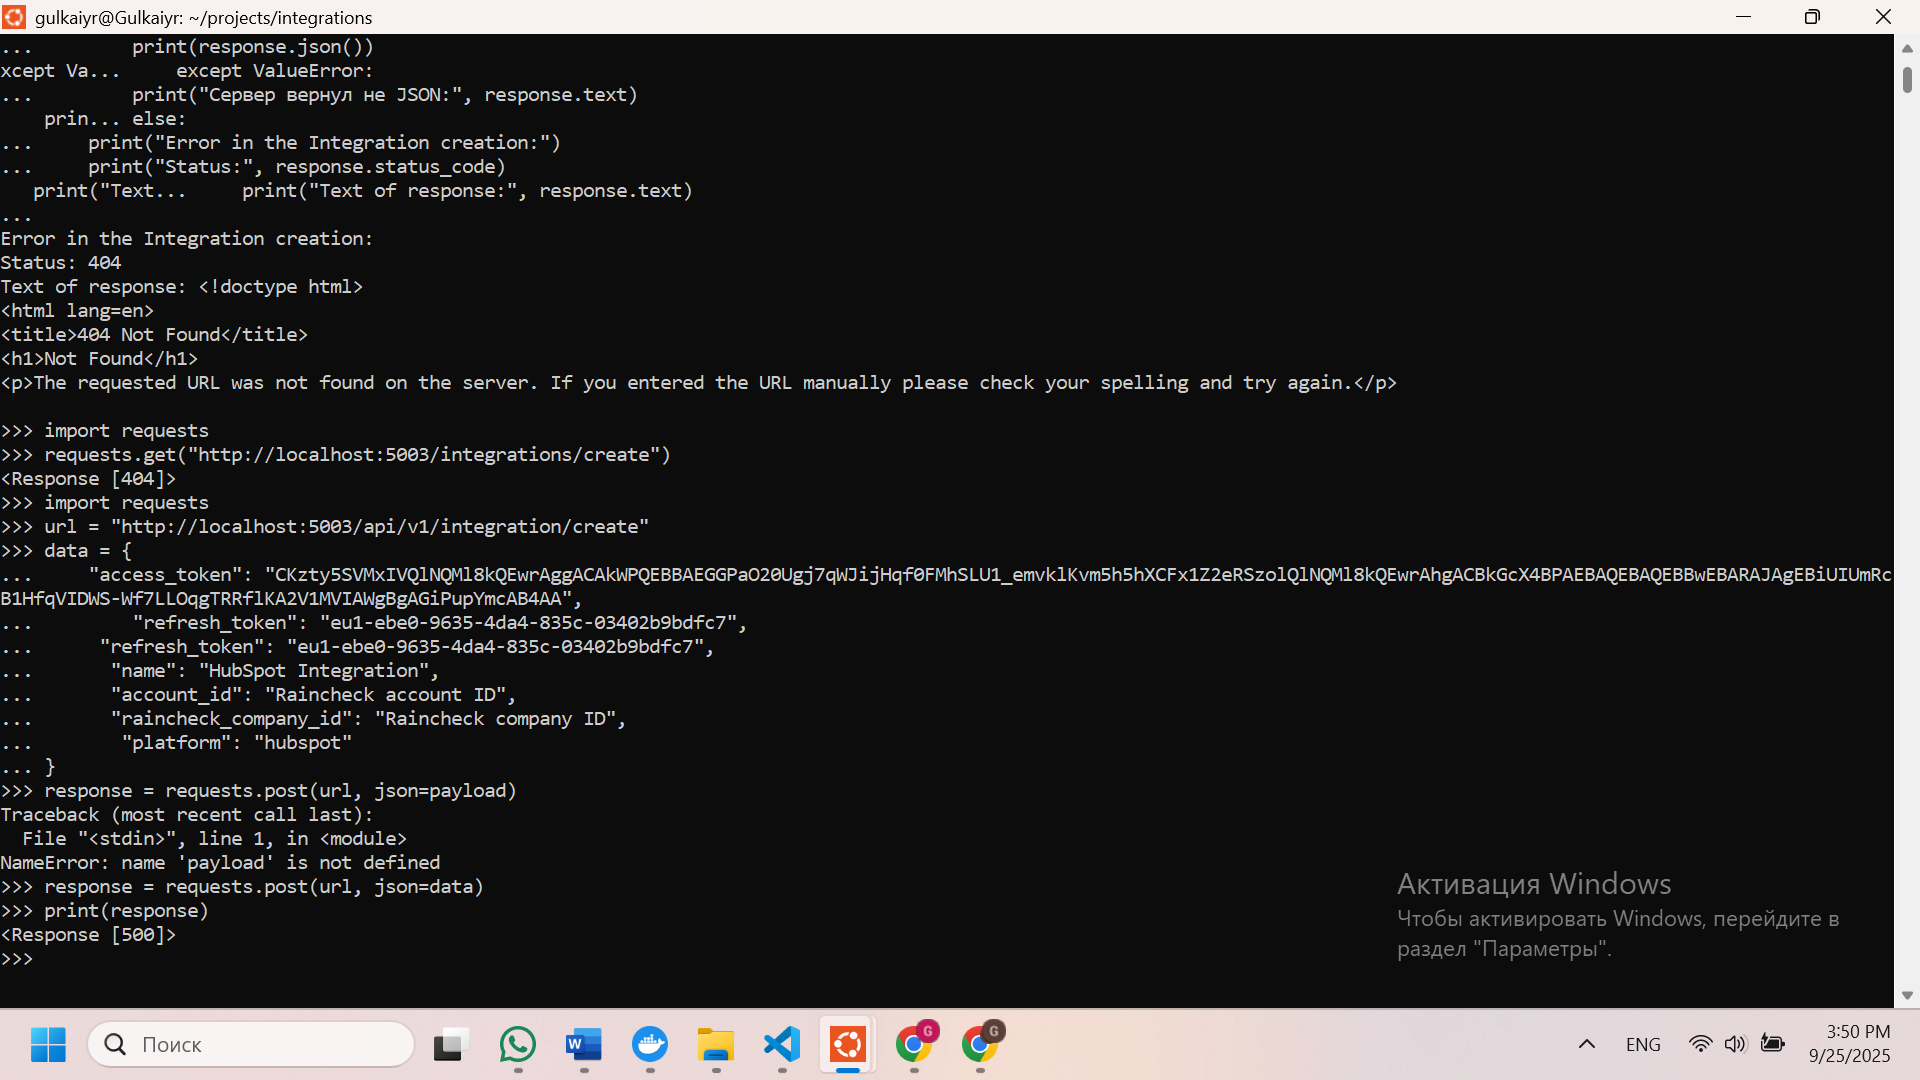 gulkaiyr@Gulkaiyr: ~/projects/integrations
...         print(response.json())
xcept Va...     except ValueError:
...         print("Сервер вернул не JSON:", response.text)
    prin... else:
...     print("Error in the Integration creation:")
...     print("Status:", response.status_code)
   print("Text...     print("Text of response:", response.text)
...
Error in the Integration creation:
Status: 404
Text of response: <!doctype html>
<html lang=en>
<title>404 Not Found</title>
<h1>Not Found</h1>
<p>The requested URL was not found on the server. If you entered the URL manually please check your spelling and try again.</p>
>>> import requests
>>> requests.get("http://localhost:5003/integrations/create")
<Response [404]>
>>> import requests
>>> url = "http://localhost:5003/api/v1/integration/create"
>>> data = {
...     "access_token": "CKzty5SVMxIVQlNQMl8kQEwrAggACAkWPQEBBAEGGPaO20Ugj7qWJijHqf0FMhSLU1_emvklKvm5h5hXCFx1Z2eRSzolQlNQMl8kQEwrAhgACBkGcX4BPAEBAQEBAQEBBwEBARAJAgEBiUIUmRc
B1HfqVIDWS-Wf7LLOqgTRRflKA2V1MVIAWgBgAGiPupYmcAB4AA",
...         "refresh_token": "eu1-ebe0-9635-4da4-835c-03402b9bdfc7",
...      "refresh_token": "eu1-ebe0-9635-4da4-835c-03402b9bdfc7",
...       "name": "HubSpot Integration",
...       "account_id": "Raincheck account ID",
...       "raincheck_company_id": "Raincheck company ID",
...        "platform": "hubspot"
... }
>>> response = requests.post(url, json=payload)
Traceback (most recent call last):
  File "<stdin>", line 1, in <module>
NameError: name 'payload' is not defined
>>> response = requests.post(url, json=data)
>>> print(response)
<Response [500]>
>>>
Активация Windows
Чтобы активировать Windows, перейдите в
раздел "Параметры".
Поиск
G
G
ENG
3:50 PM
9/25/2025